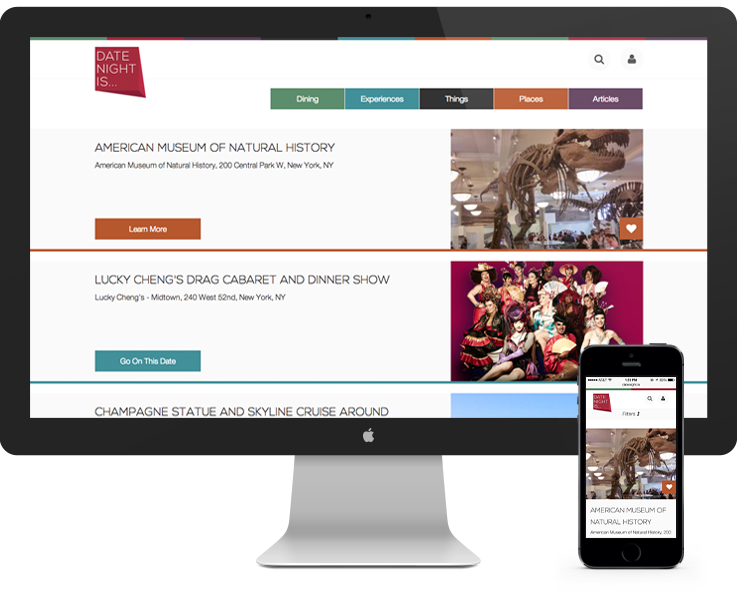 DATE
NIGHT
IS...
Dining
Experiences
Things
Places
Articles
AMERICAN MUSEUM OF NATURAL HISTORY
American Museum of Natural History, 200 Central Park W, New York, NY
Learn More
LUCKY CHENG'S DRAG CABARET AND DINNER SHOW
Lucky Cheng's - Midtown, 240 West 52nd, New York, NY
Go On This Date
CHAMPAGNE STATUE AND SKYLINE CRUISE AROUND
AT&T
DATE
NIGHT
IS...
Filters
AMERICAN MUSEUM OF
NATURAL HISTORY
American Museum of Natural History, 200